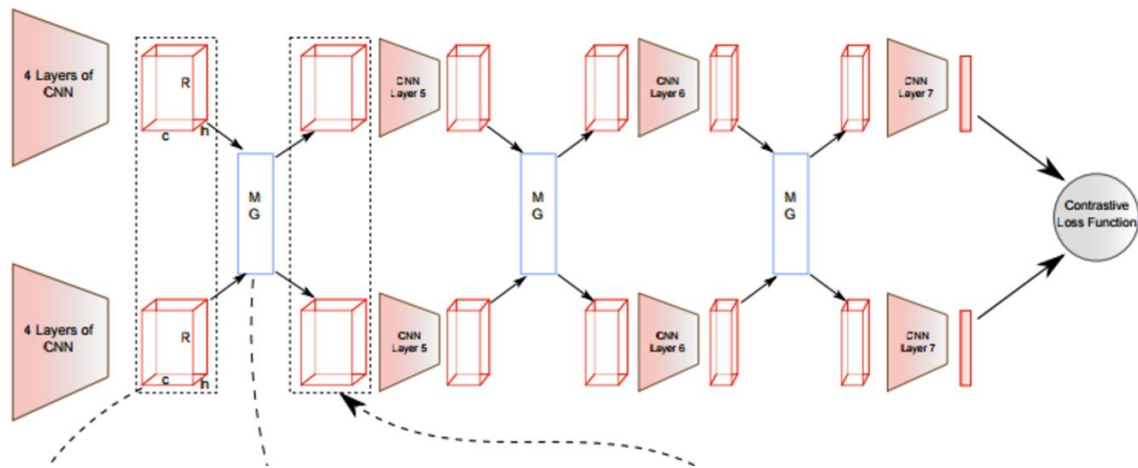 4 Layers of
CNN
R
c
h
M
G
CNN
Layer 5
M
G
CNN
Layer 6
M
G
CNN
Layer 7
Contrastive
Loss Function
4 Layers of
CNN
R
c
h
CNN
Layer 5
CNN
Layer 6
CNN
Layer 7